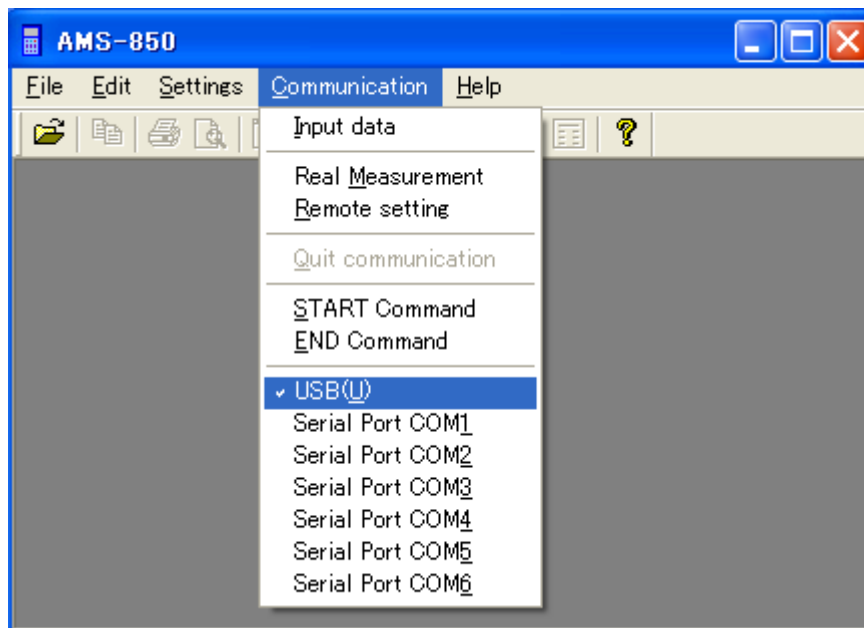 AMS-850
File Edit Settings Communication Help
Input data
Real Measurement
Remote setting
Quit communication
START Command
END Command
USB(U)
Serial Port COM1
Serial Port COM2
Serial Port COM3
Serial Port COM4
Serial Port COM5
Serial Port COM6